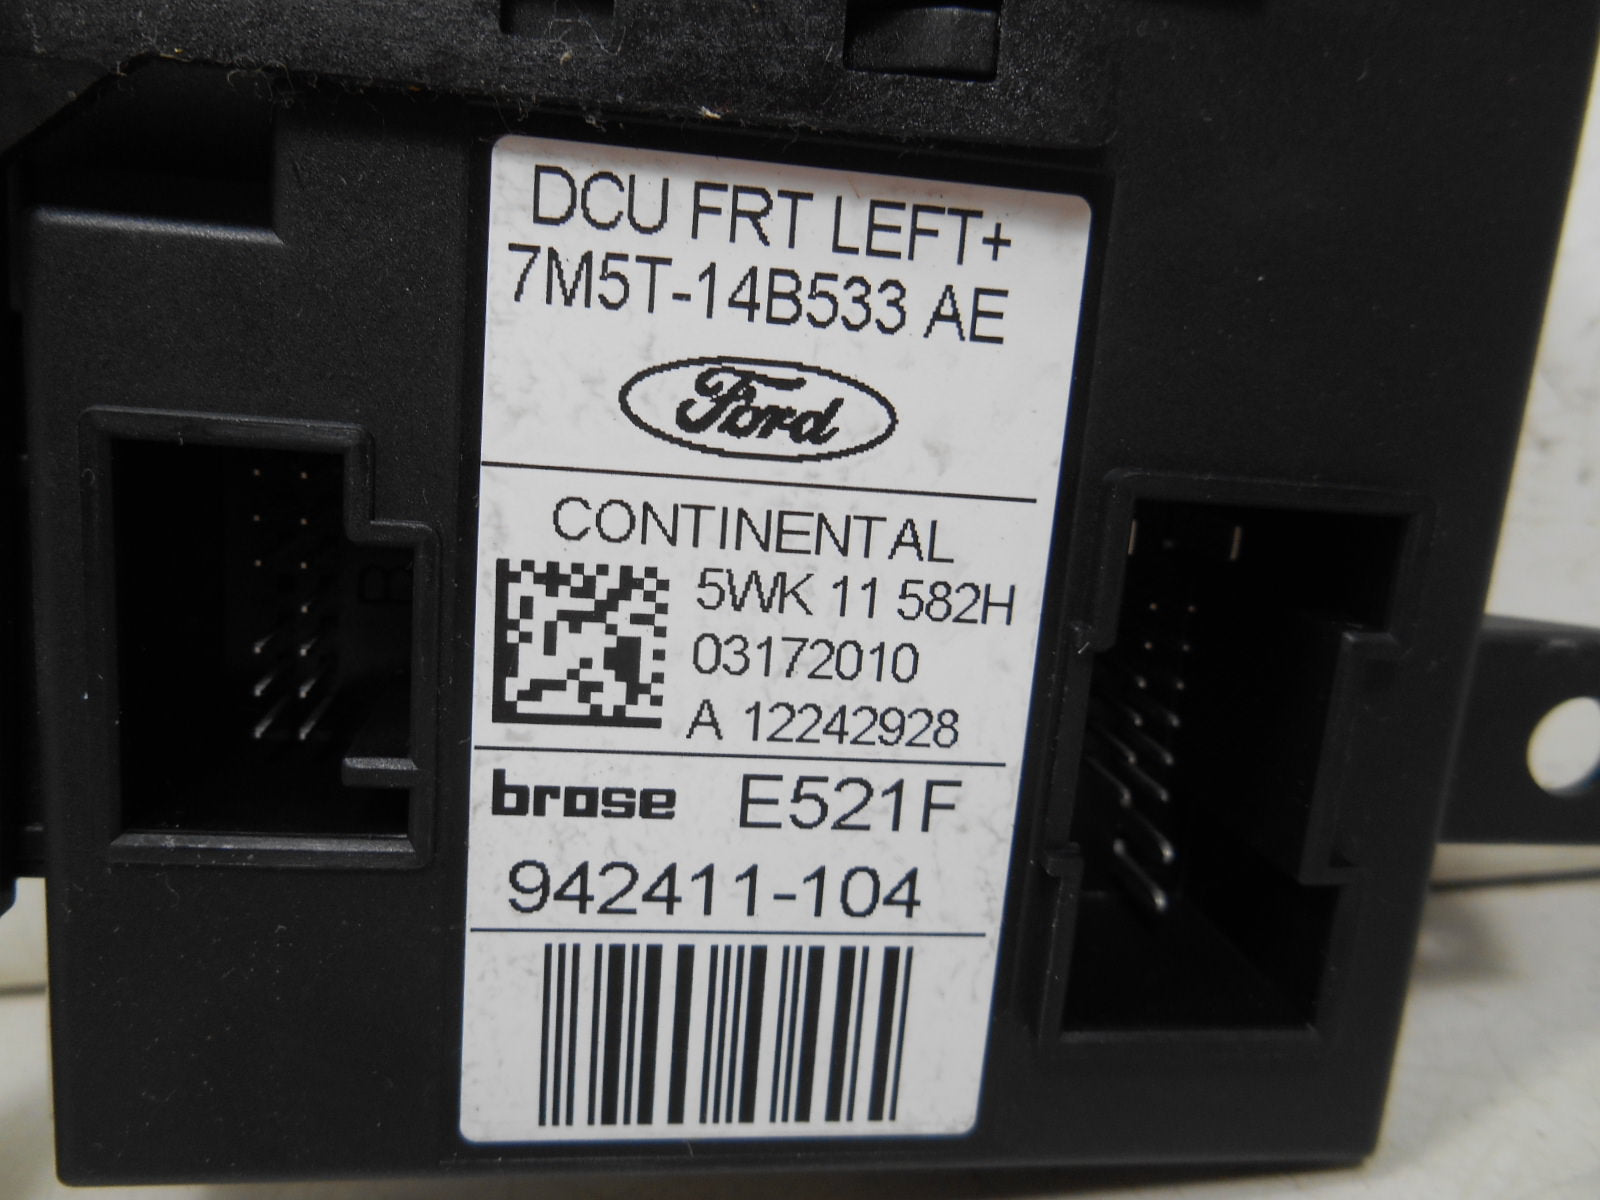 DCU FRT LEFT+
7M5T-14B533 AE
Ford
CONTINENTAL
5WK 11 582H
03172010
A 12242928
brose E521F
942411-104
B